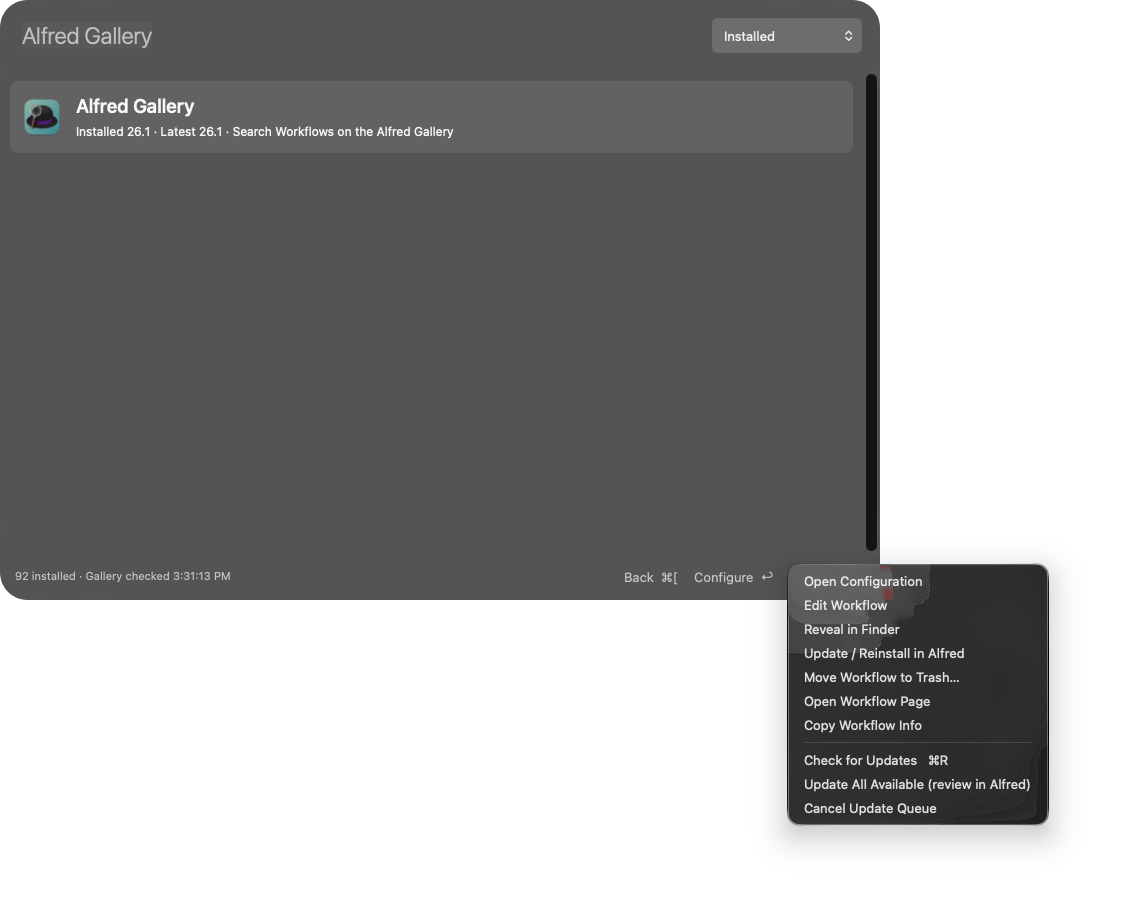 Alfred Gallery
Installed
Alfred Gallery
Installed 26.1 · Latest 26.1 · Search Workflows on the Alfred Gallery
92 installed · Gallery checked 3:31:13 PM
Back ⌘[ Configure ↩
Open Configuration
Edit Workflow
Reveal in Finder
Update / Reinstall in Alfred
Move Workflow to Trash...
Open Workflow Page
Copy Workflow Info
Check for Updates ⌘R
Update All Available (review in Alfred)
Cancel Update Queue